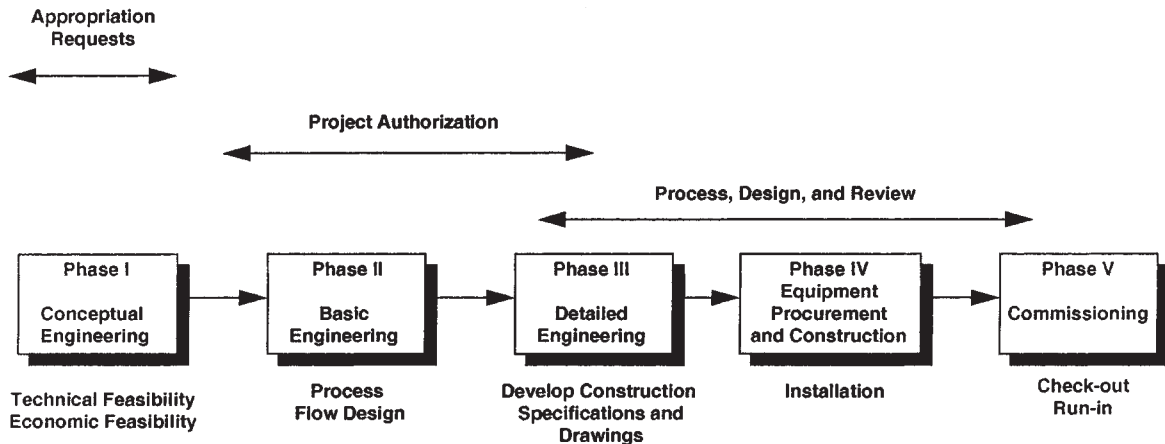 Appropriation
Requests
Project Authorization
Process, Design, and Review
Phase I
Conceptual
Engineering
Phase II
Basic
Engineering
Phase III
Detailed
Engineering
Phase IV
Equipment
Procurement
and Construction
Phase V
Commissioning
Technical Feasibility
Economic Feasibility
Process
Flow Design
Develop Construction
Specifications and
Drawings
Installation
Check-out
Run-in